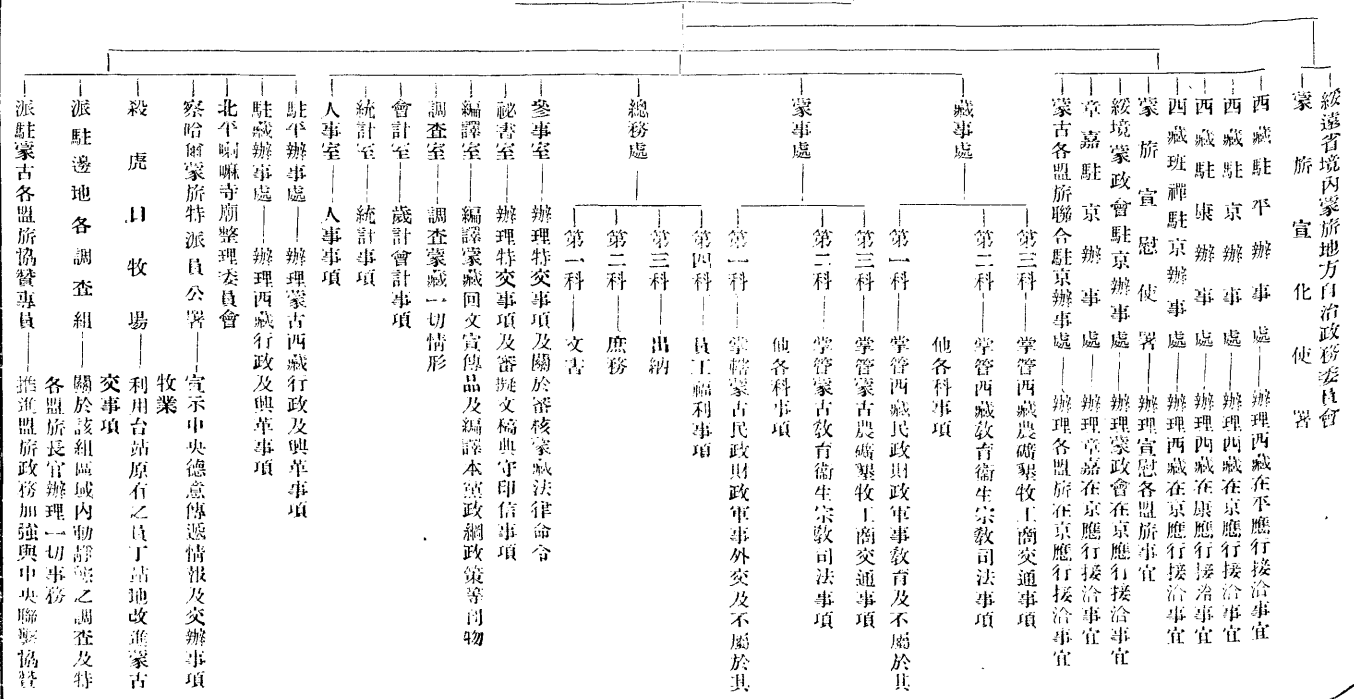 綏遠省境內蒙旅地方自治政務委員會
蒙旅宣化使署
西藏駐平辦事處——辦理西藏在平應行接洽事宜
西藏駐京辦事處——辦理西藏在京應行接洽事宜
西藏駐康辦事處——辦理西藏在康應行接洽事宜
西藏班禪駐京辦事處——辦理西藏在京應行接洽事宜
蒙旅宣慰使署——辦理宣慰各盟旅事宜
綏境蒙政會駐京辦事處——辦理蒙政會在京應行接洽事宜
章嘉駐京辦事處——辦理章嘉在京應行接洽事宜
蒙古各盟旅聯合駐京辦事處——辦理各盟旅在京應行接洽事宜
藏事處
第三科——掌管西藏農礦墾牧工商交通事項
第二科——掌管西藏敎育衞生宗敎司法事項
第一科——掌管西藏民政財政軍事敎育及不屬於其
他各科事項
蒙事處
第三科——掌管蒙古農礦墾牧工商交通事項
第二科——掌管蒙古敎育衞生宗敎司法事項
第一科——掌轄蒙古民政財政軍事外交及不屬於其
他各科事項
總務處
第四科——員工福利事項
第三科——出納
第二科——庶務
第一科——文書
參事室——辦理特交事項及關於審核蒙藏法律命令
祕書室——辦理特交事項及審擬文稿典守印信事項
編譯室——編譯蒙藏回文宣傳品及編譯本黨政綱政策等刊物
調查室——調查蒙藏一切情形
會計室——歲計會計事項
統計室——統計事項
人事室——人事事項
駐平辦事處——辦理蒙古西藏行政及興革事項
駐藏辦事處——辦理西藏行政及興革事項
北平喇嘛寺廟整理委員會
察哈爾蒙旅特派員公署——宣示中央德意傳遞情報及交辦事項
殺虎口牧場——利用台站原有之員丁站地改進蒙古
牧業
派駐邊地各調查組——關於該組區域內動靜態之調查及特
交事項
派駐蒙古各盟旅協贊專員——推進盟旅政務加強與中央聯繫協贊
各盟旅長官辦理一切事務